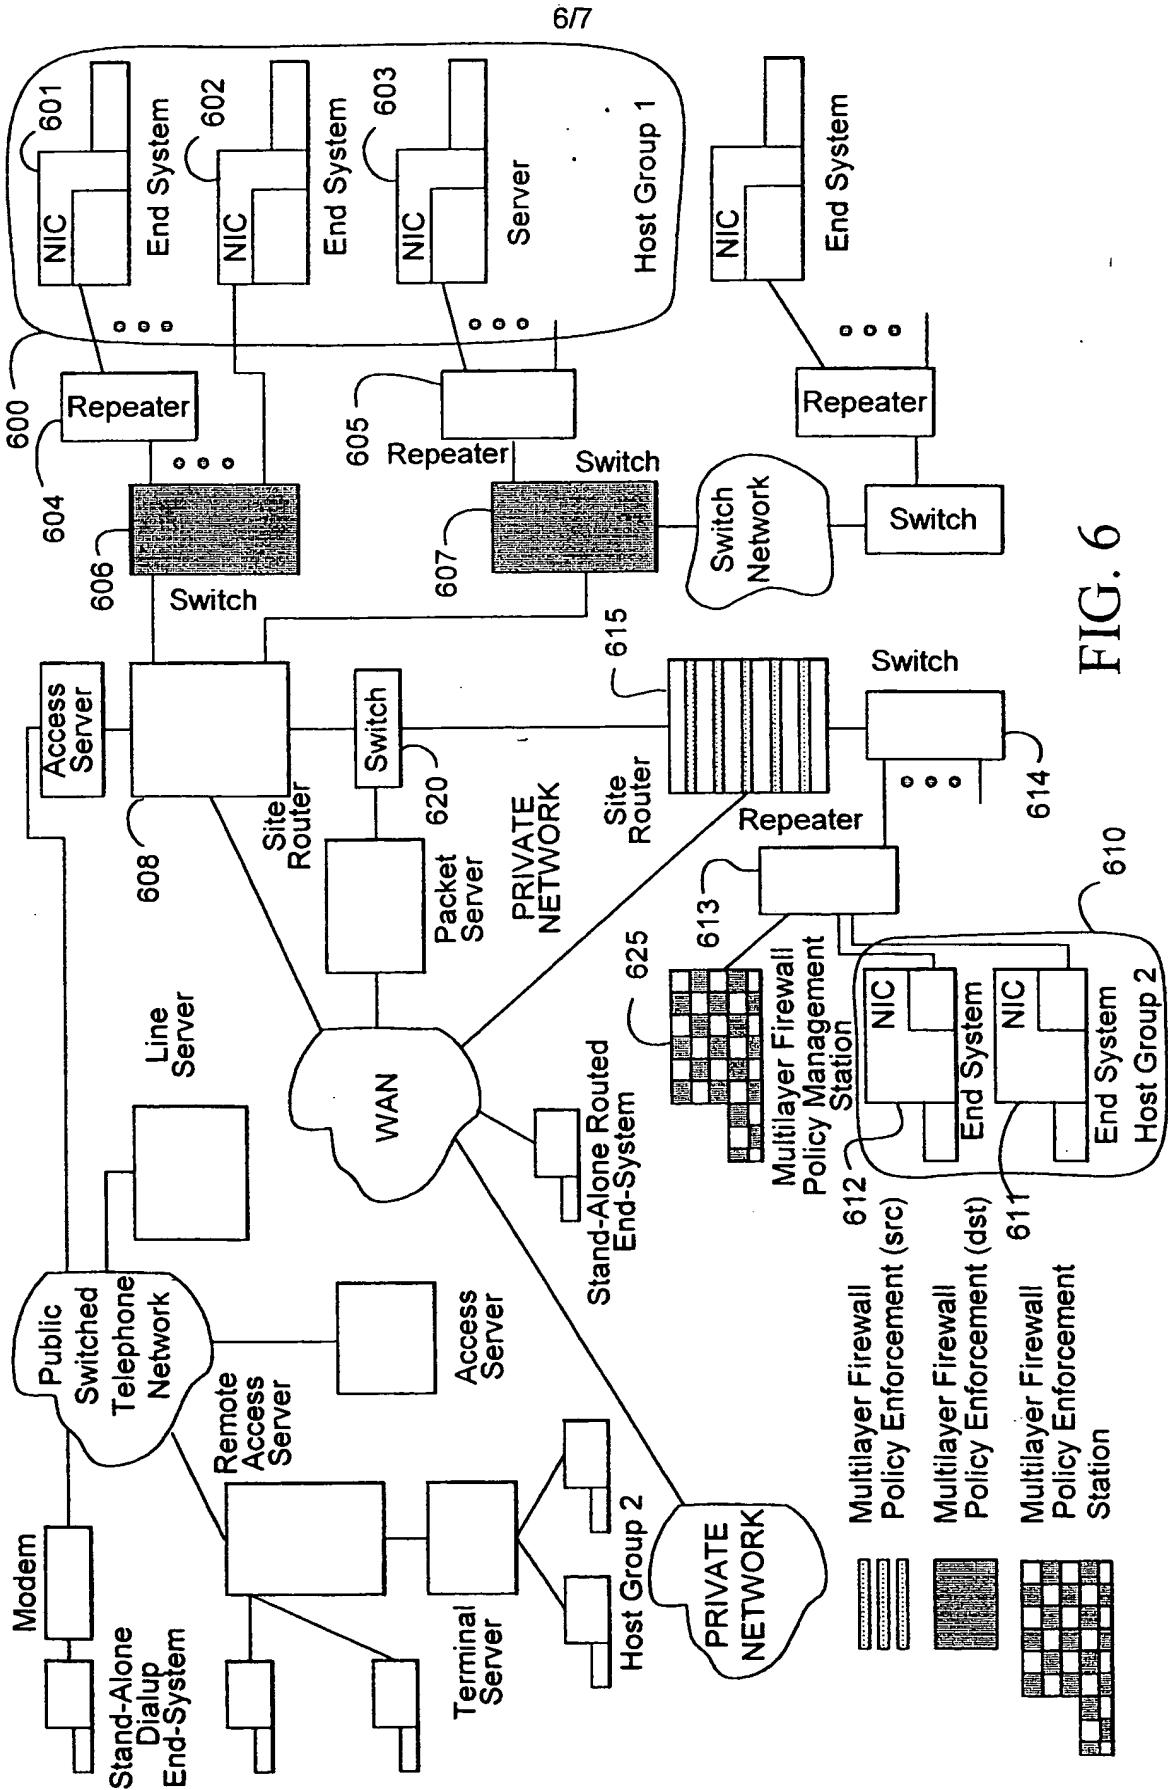 6/7
Modem
Stand-Alone
Dialup
End-System
Public
Switched
Telephone
Network
Remote
Access
Server
Terminal
Server
Host Group 2
PRIVATE
NETWORK
Access
Server
Line
Server
WAN
Stand-Alone Routed
End-System
Access
Server
608
Site
Router
Switch
620
Packet
Server
PRIVATE
NETWORK
Site
Router
615
Switch
606
Switch
607
Switch
Network
Switch
604
Repeater
600
605
Repeater
Repeater
NIC
601
End System
NIC
602
End System
NIC
603
Server
Host Group 1
NIC
End System
Switch
614
Repeater
613
625
Multilayer Firewall
Policy Management
Station
610
NIC
612
End System
NIC
611
End System
Host Group 2
Multilayer Firewall
Policy Enforcement (src)
Multilayer Firewall
Policy Enforcement (dst)
Multilayer Firewall
Policy Enforcement
Station
FIG. 6